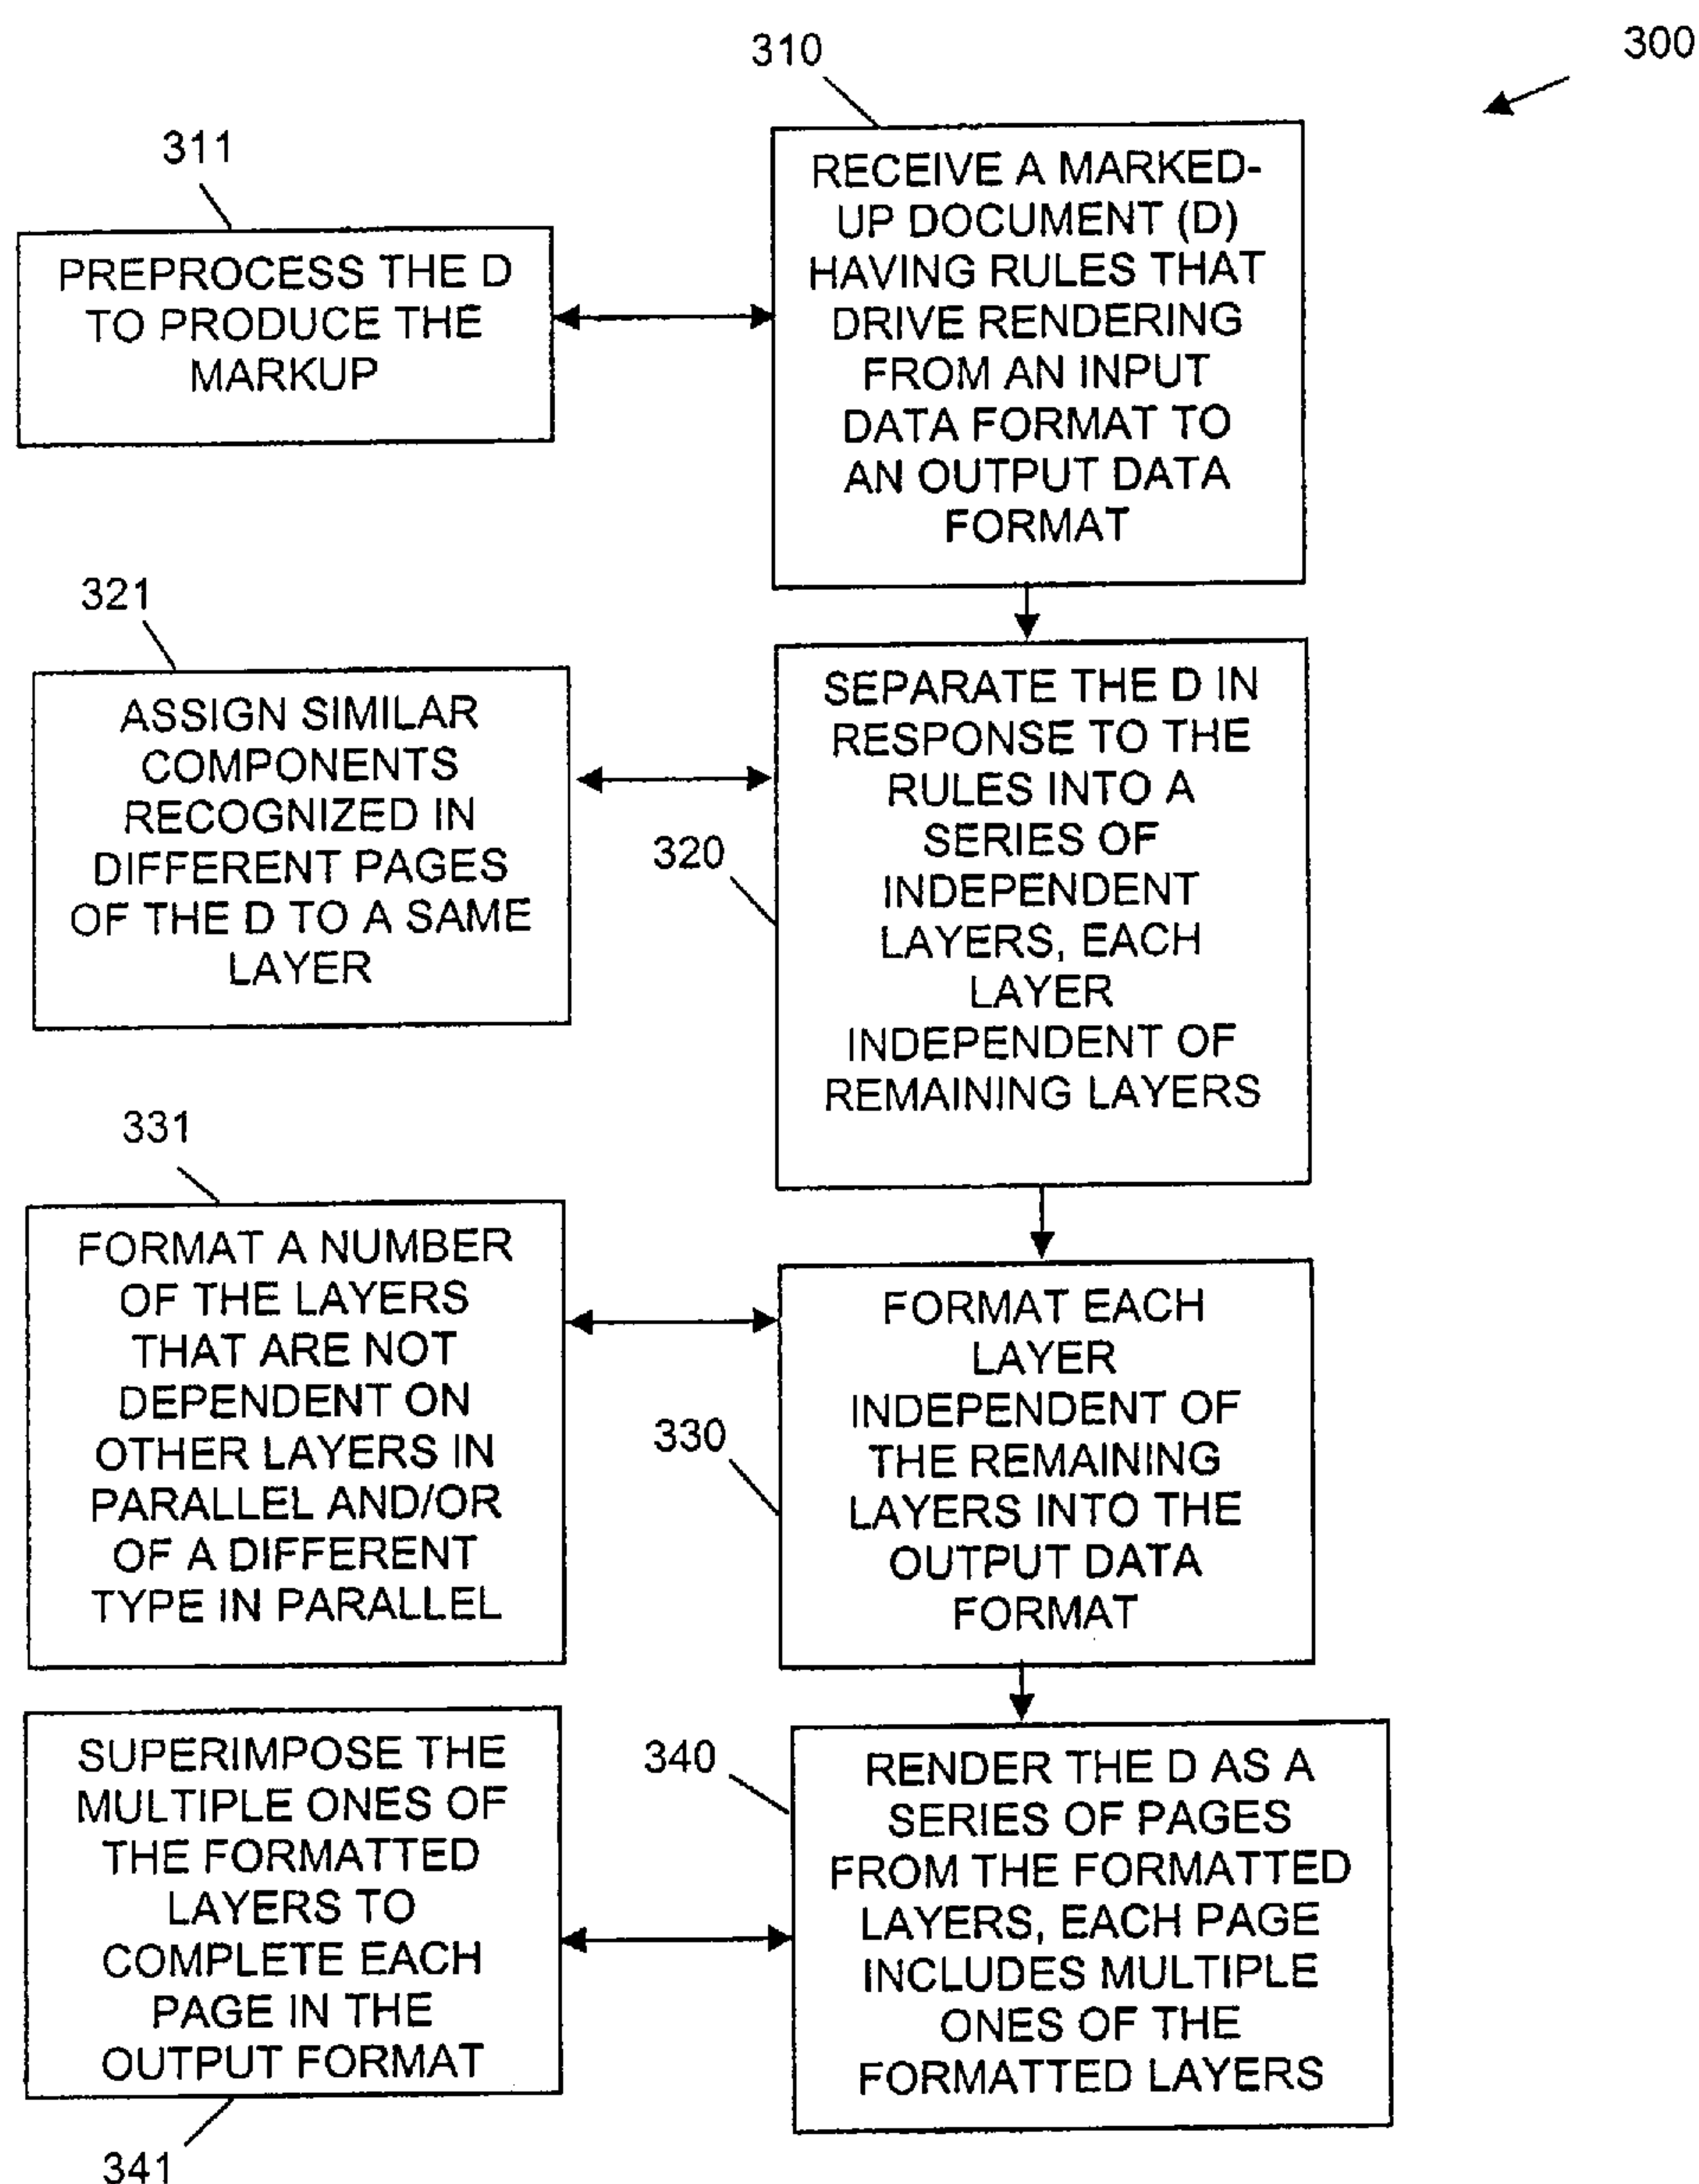 300
310
RECEIVE A MARKED-
UP DOCUMENT (D)
HAVING RULES THAT
DRIVE RENDERING
FROM AN INPUT
DATA FORMAT TO
AN OUTPUT DATA
FORMAT
311
PREPROCESS THE D
TO PRODUCE THE
MARKUP
320
SEPARATE THE D IN
RESPONSE TO THE
RULES INTO A
SERIES OF
INDEPENDENT
LAYERS, EACH
LAYER
INDEPENDENT OF
REMAINING LAYERS
321
ASSIGN SIMILAR
COMPONENTS
RECOGNIZED IN
DIFFERENT PAGES
OF THE D TO A SAME
LAYER
330
FORMAT EACH
LAYER
INDEPENDENT OF
THE REMAINING
LAYERS INTO THE
OUTPUT DATA
FORMAT
331
FORMAT A NUMBER
OF THE LAYERS
THAT ARE NOT
DEPENDENT ON
OTHER LAYERS IN
PARALLEL AND/OR
OF A DIFFERENT
TYPE IN PARALLEL
340
RENDER THE D AS A
SERIES OF PAGES
FROM THE FORMATTED
LAYERS, EACH PAGE
INCLUDES MULTIPLE
ONES OF THE
FORMATTED LAYERS
SUPERIMPOSE THE
MULTIPLE ONES OF
THE FORMATTED
LAYERS TO
COMPLETE EACH
PAGE IN THE
OUTPUT FORMAT
341